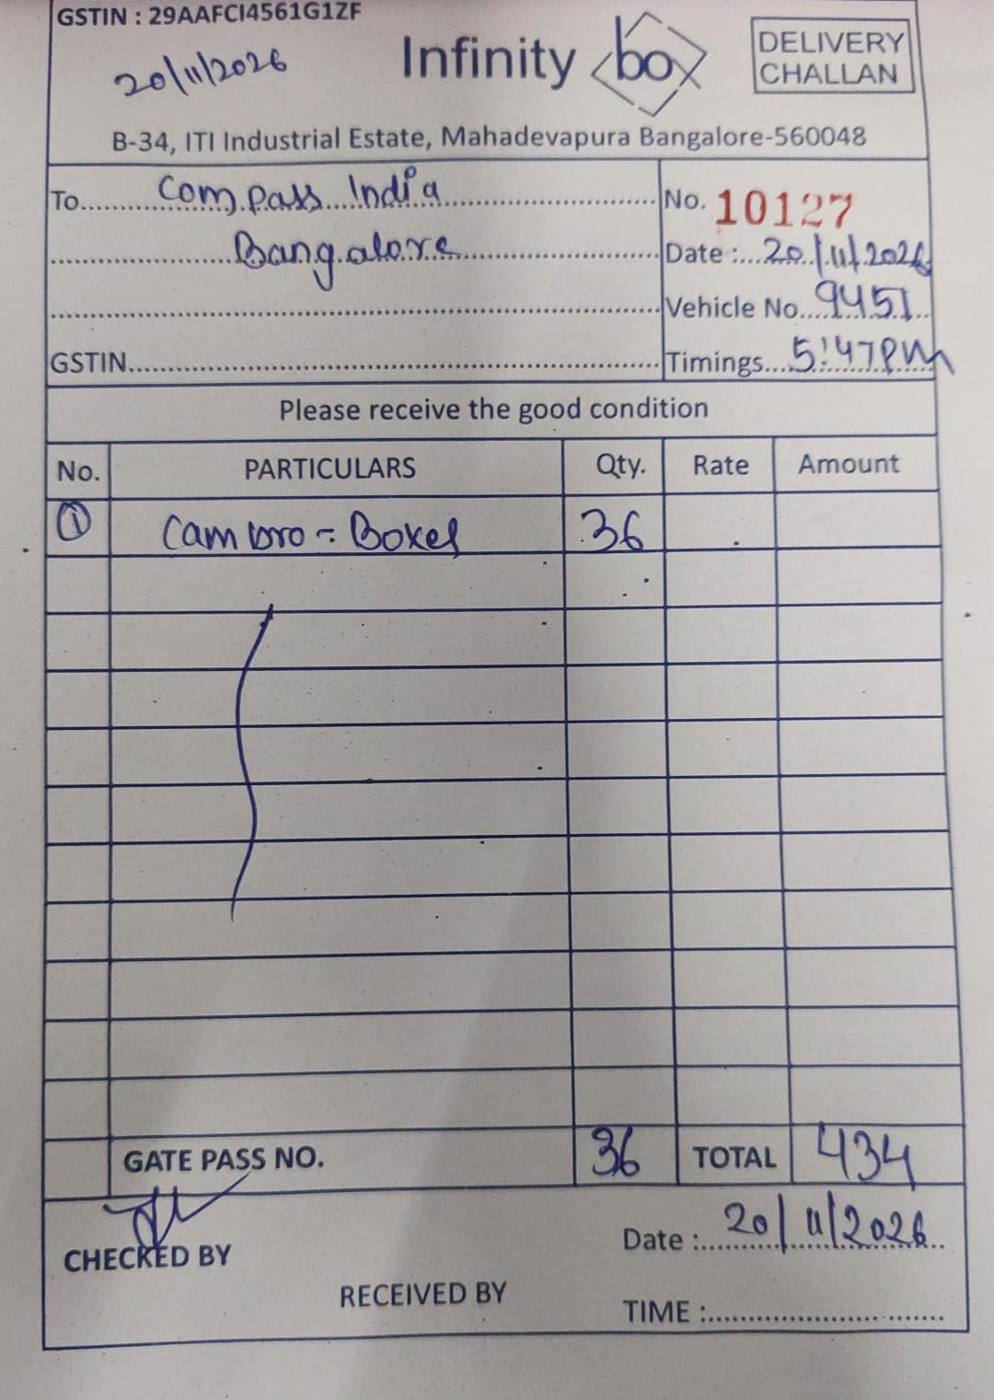 GSTIN : 29AAFCI4561G1ZF
20/11/2026
Infinity box
DELIVERY CHALLAN
B-34, ITI Industrial Estate, Mahadevapura Bangalore-560048
To Compass India
Bangalore
GSTIN
No. 10127
Date : 20/11/2026
Vehicle No. 9451
Timings 5:47PM
Please receive the good condition
No. PARTICULARS Qty. Rate Amount
1 Cambro - Boxes 36
GATE PASS NO. 36 TOTAL 434
CHECKED BY
Date : 20/11/2026
RECEIVED BY
TIME :